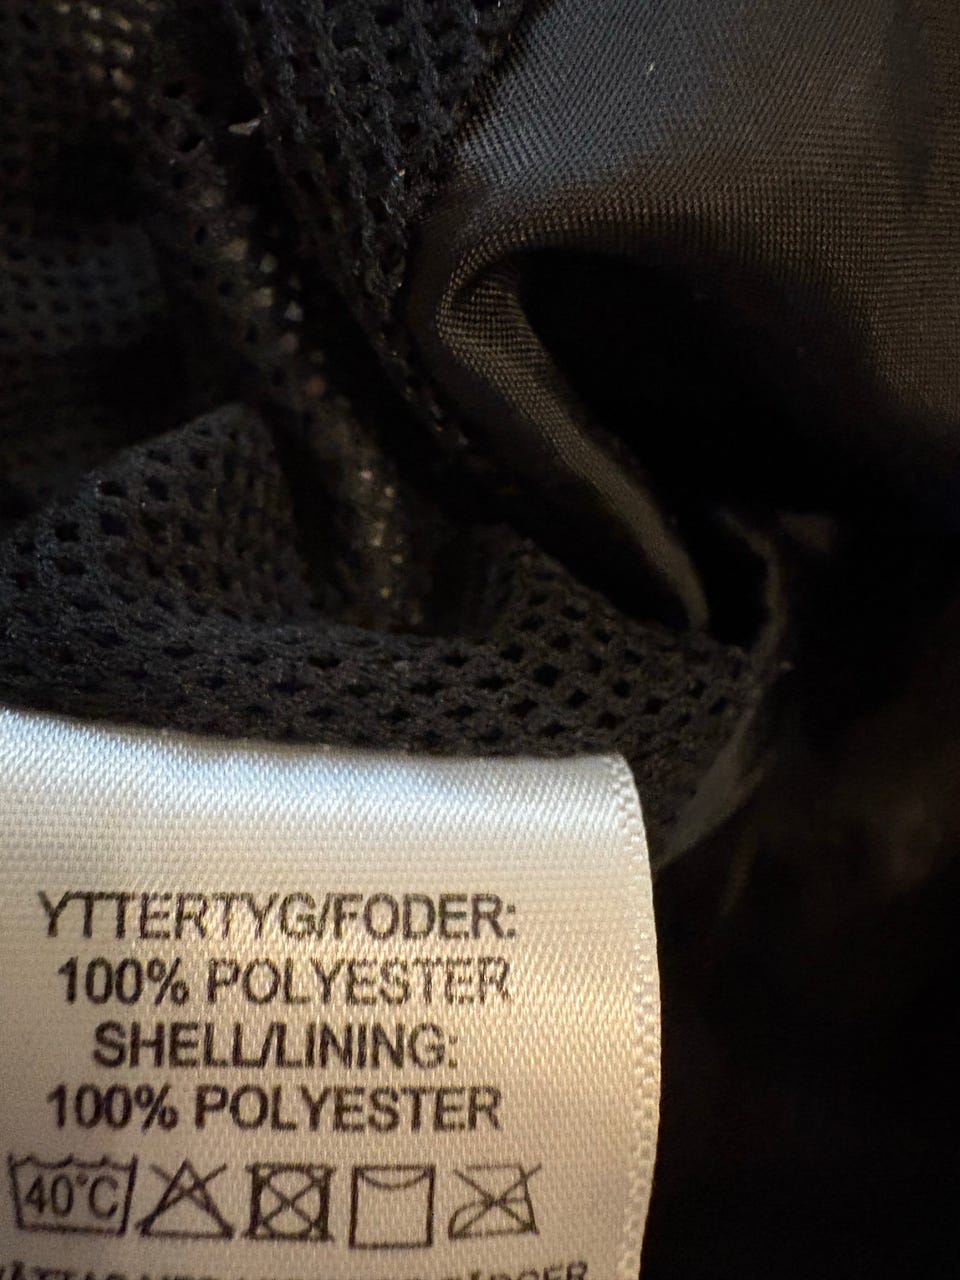 YTTERTYG/FODER:
100% POLYESTER
SHELL/LINING:
100% POLYESTER
40°C